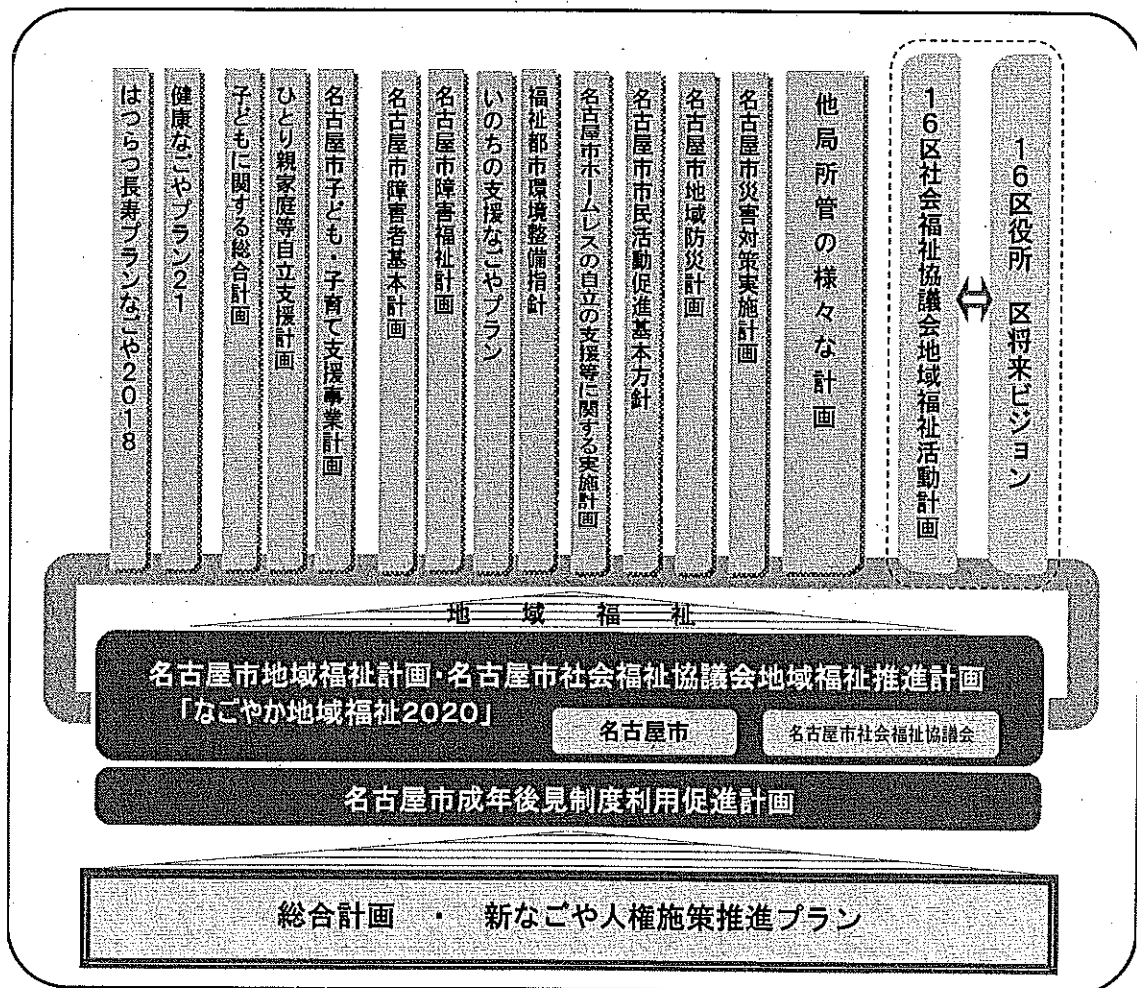 はつらつ長寿プランなごや２０１８
健康なごやプラン２１
子どもに関する総合計画
ひとり親家庭等自立支援計画
名古屋市子ども・子育て支援事業計画
名古屋市障害者基本計画
名古屋市障害福祉計画
いのちの支援なごやプラン
福祉都市環境整備指針
名古屋市ホームレスの自立の支援等に関する実施計画
名古屋市市民活動促進基本方針
名古屋市地域防災計画
名古屋市災害対策実施計画
他局所管の様々な計画
１６区社会福祉協議会地域福祉活動計画
１６区役所　区将来ビジョン
地　域　福　祉
名古屋市地域福祉計画・名古屋市社会福祉協議会地域福祉推進計画
「なごやか地域福祉2020」
名古屋市
名古屋市社会福祉協議会
名古屋市成年後見制度利用促進計画
総合計画　・　新なごや人権施策推進プラン